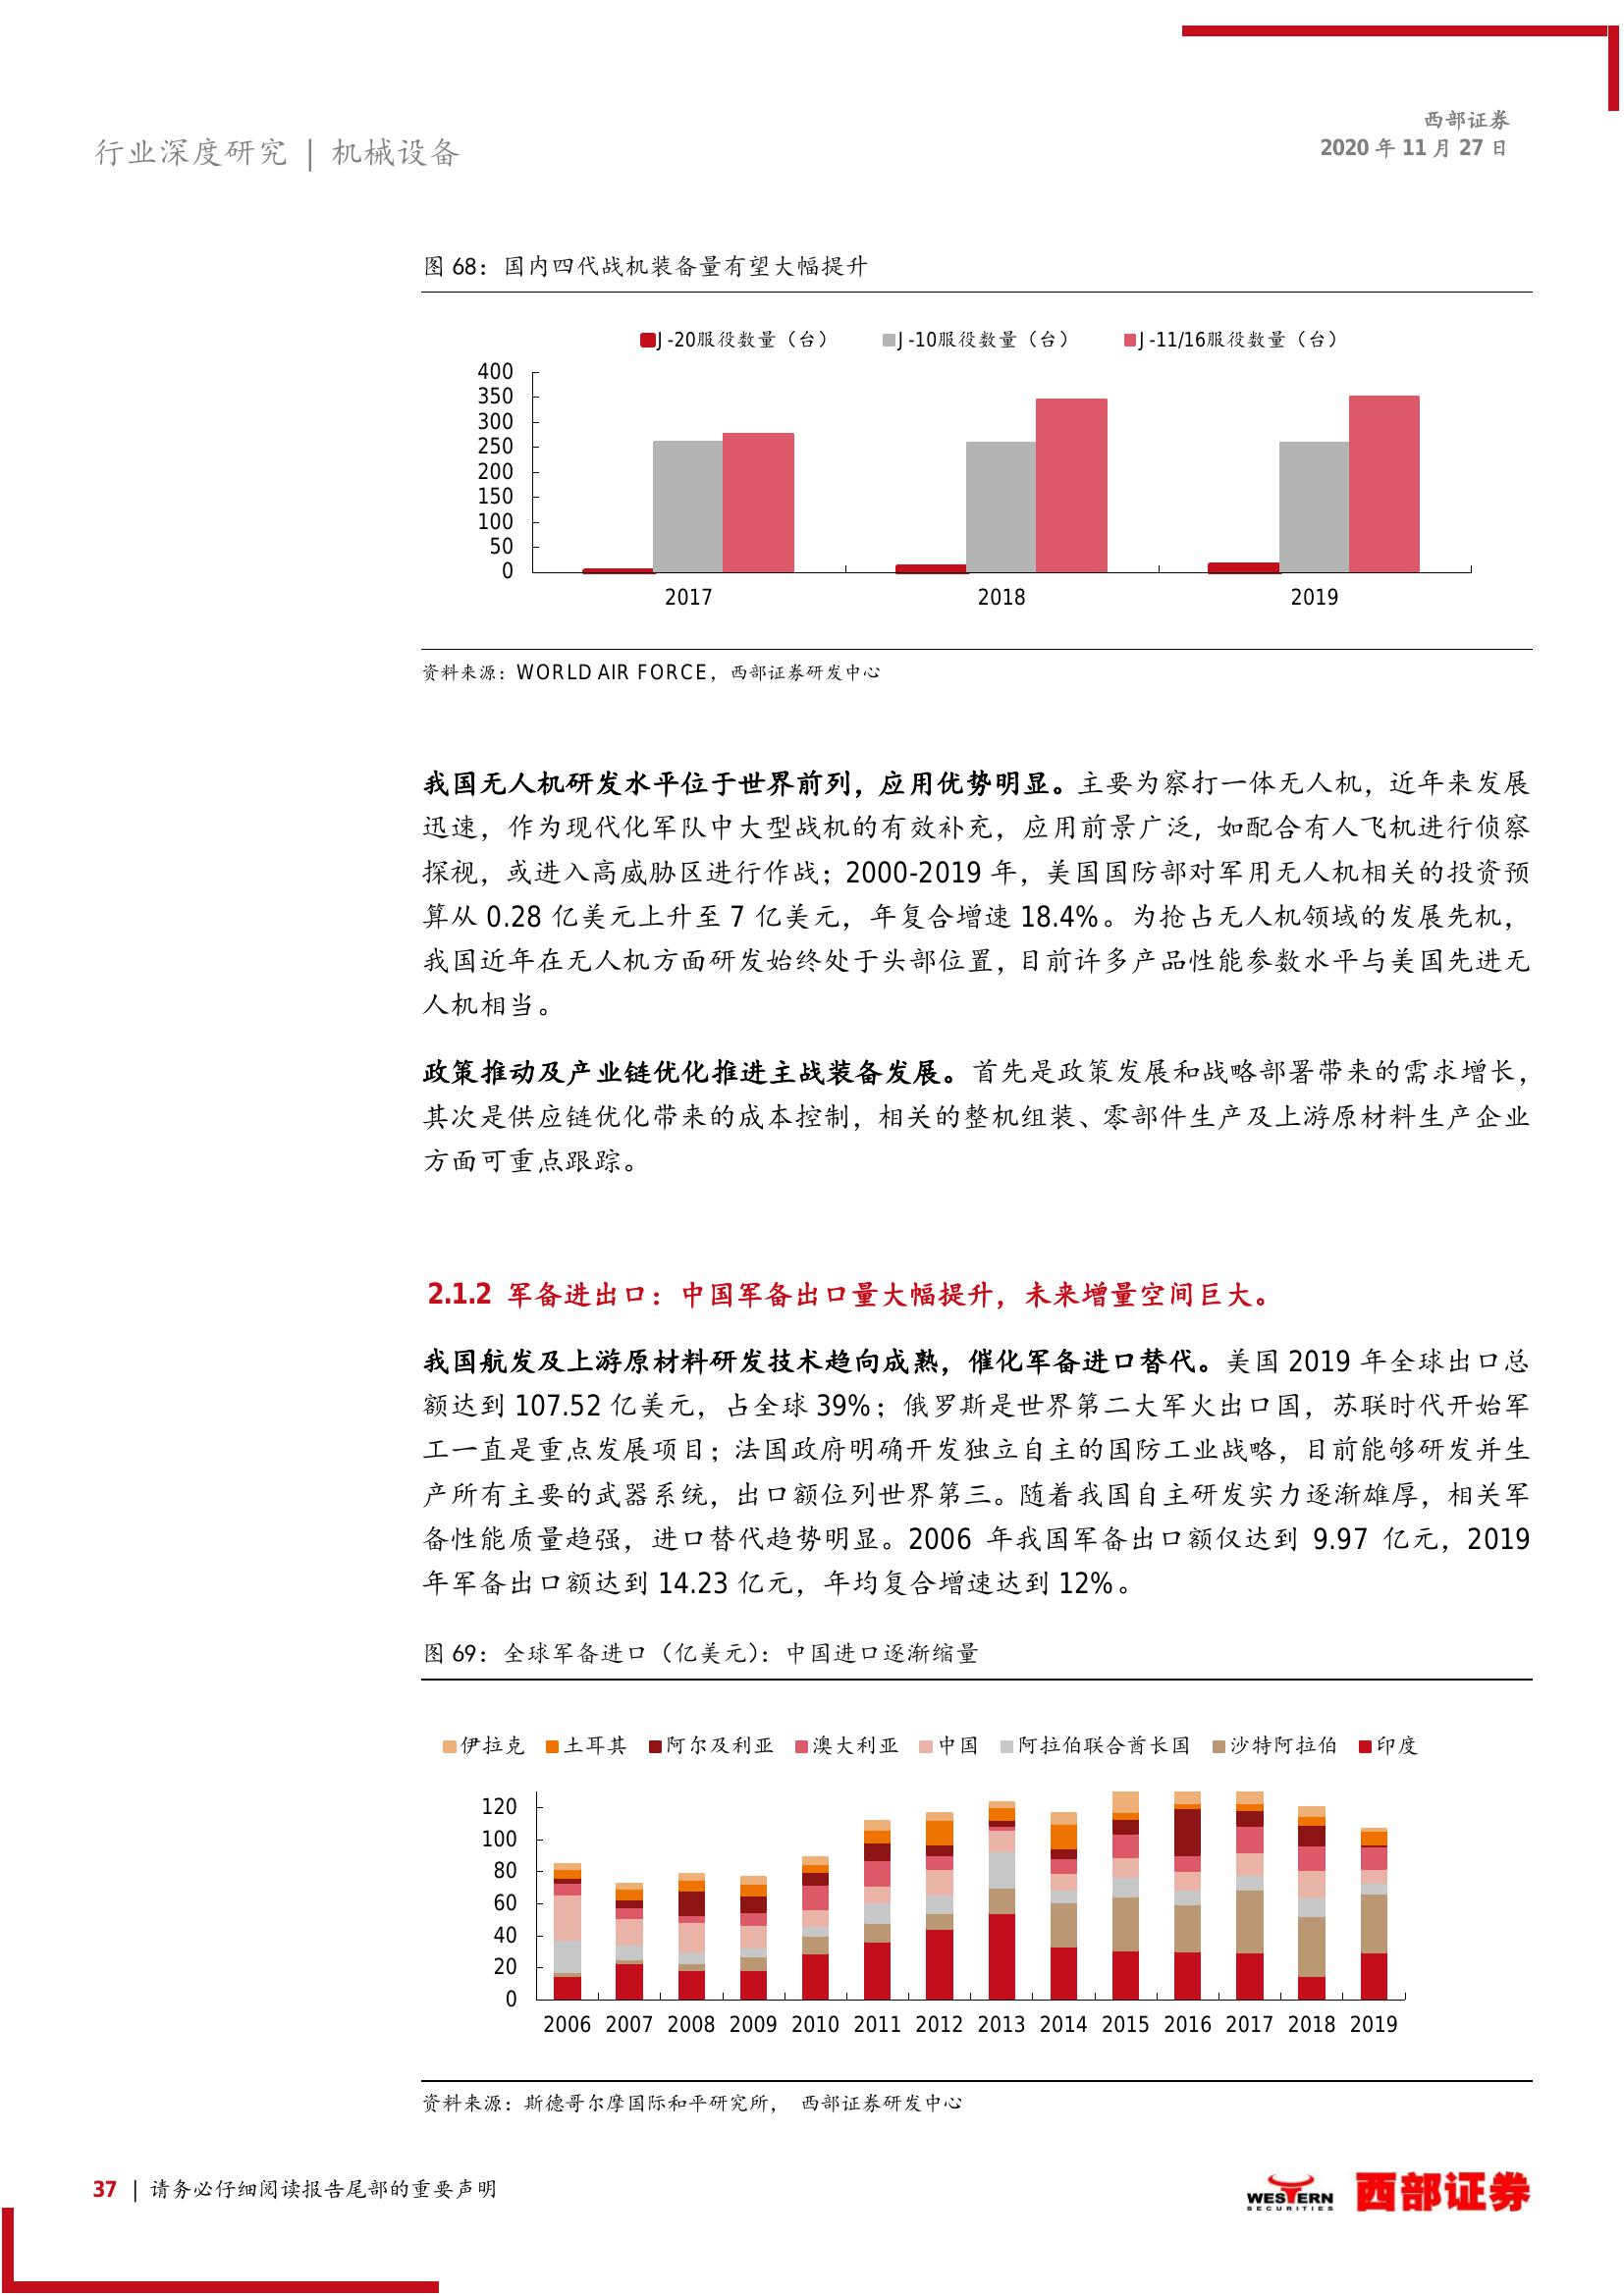 行业深度研究 | 机械设备
西部证券
2020 年 11 月 27 日
图 68：国内四代战机装备量有望大幅提升
J-20服役数量（台） J-10服役数量（台） J-11/16服役数量（台）
400
350
300
250
200
150
100
50
0
2017 2018 2019
资料来源：WORLD AIR FORCE，西部证券研发中心
我国无人机研发水平位于世界前列，应用优势明显。主要为察打一体无人机，近年来发展
迅速，作为现代化军队中大型战机的有效补充，应用前景广泛，如配合有人飞机进行侦察
探视，或进入高威胁区进行作战；2000-2019 年，美国国防部对军用无人机相关的投资预
算从 0.28 亿美元上升至 7 亿美元，年复合增速 18.4%。为抢占无人机领域的发展先机，
我国近年在无人机方面研发始终处于头部位置，目前许多产品性能参数水平与美国先进无
人机相当。
政策推动及产业链优化推进主战装备发展。首先是政策发展和战略部署带来的需求增长，
其次是供应链优化带来的成本控制，相关的整机组装、零部件生产及上游原材料生产企业
方面可重点跟踪。
2.1.2 军备进出口：中国军备出口量大幅提升，未来增量空间巨大。
我国航发及上游原材料研发技术趋向成熟，催化军备进口替代。美国 2019 年全球出口总
额达到 107.52 亿美元，占全球 39%；俄罗斯是世界第二大军火出口国，苏联时代开始军
工一直是重点发展项目；法国政府明确开发独立自主的国防工业战略，目前能够研发并生
产所有主要的武器系统，出口额位列世界第三。随着我国自主研发实力逐渐雄厚，相关军
备性能质量趋强，进口替代趋势明显。2006 年我国军备出口额仅达到 9.97 亿元，2019
年军备出口额达到 14.23 亿元，年均复合增速达到 12%。
图 69：全球军备进口（亿美元）：中国进口逐渐缩量
伊拉克 土耳其 阿尔及利亚 澳大利亚 中国 阿拉伯联合酋长国 沙特阿拉伯 印度
120
100
80
60
40
20
0
2006 2007 2008 2009 2010 2011 2012 2013 2014 2015 2016 2017 2018 2019
资料来源：斯德哥尔摩国际和平研究所， 西部证券研发中心
37 | 请务必仔细阅读报告尾部的重要声明
WESTERN
SECURITIES
西部证券